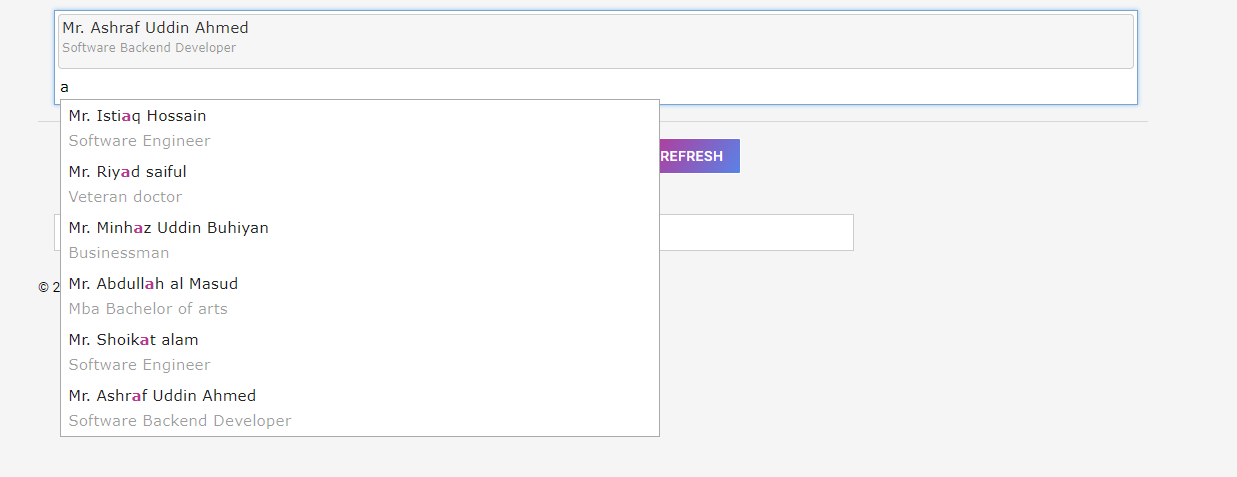 Mr. Ashraf Uddin Ahmed
Software Backend Developer
a
Mr. Istiaq Hossain
Software Engineer
REFRESH
Mr. Riyad saiful
Veteran doctor
Mr. Minhaz Uddin Buhiyan
Businessman
© 2
Mr. Abdullah al Masud
Mba Bachelor of arts
Mr. Shoikat alam
Software Engineer
Mr. Ashraf Uddin Ahmed
Software Backend Developer